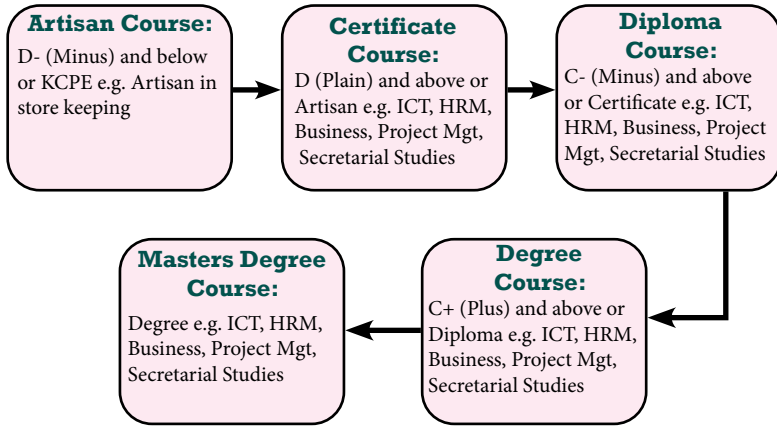 Artisan Course:
D- (Minus) and below
or KCPE e.g. Artisan in
store keeping
Certificate
Course:
D (Plain) and above or
Artisan e.g. ICT, HRM,
Business, Project Mgt,
Secretarial Studies
Diploma
Course:
C- (Minus) and above
or Certificate e.g. ICT,
HRM, Business, Project
Mgt, Secretarial Studies
Degree
Course:
C+ (Plus) and above or
Diploma e.g. ICT, HRM,
Business, Project Mgt,
Secretarial Studies
Masters Degree
Course:
Degree e.g. ICT, HRM,
Business, Project Mgt,
Secretarial Studies